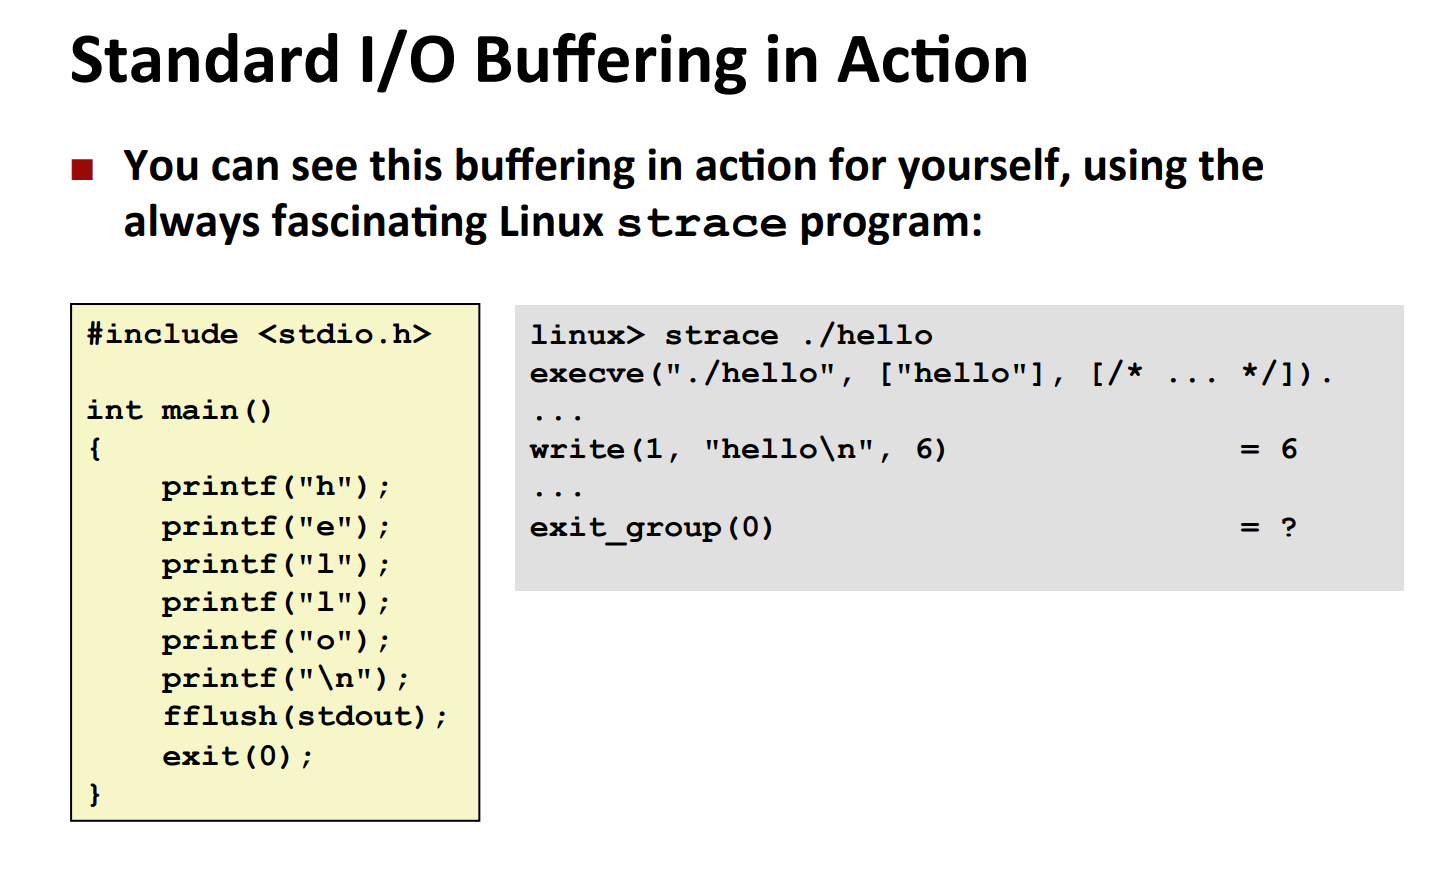 Standard I/O Buffering in Action
You can see this buffering in action for yourself, using the
always fascinating Linux strace program:
#include <stdio.h>
int main()
{
printf("h");
printf("e");
printf("l");
printf("l");
printf("o");
printf("\n");
fflush(stdout);
exit(0);
}
linux> strace ./hello
execve("./hello", ["hello"], [/* ... */]).
...
write(1, "hello\n", 6) = 6
...
exit_group(0) = ?